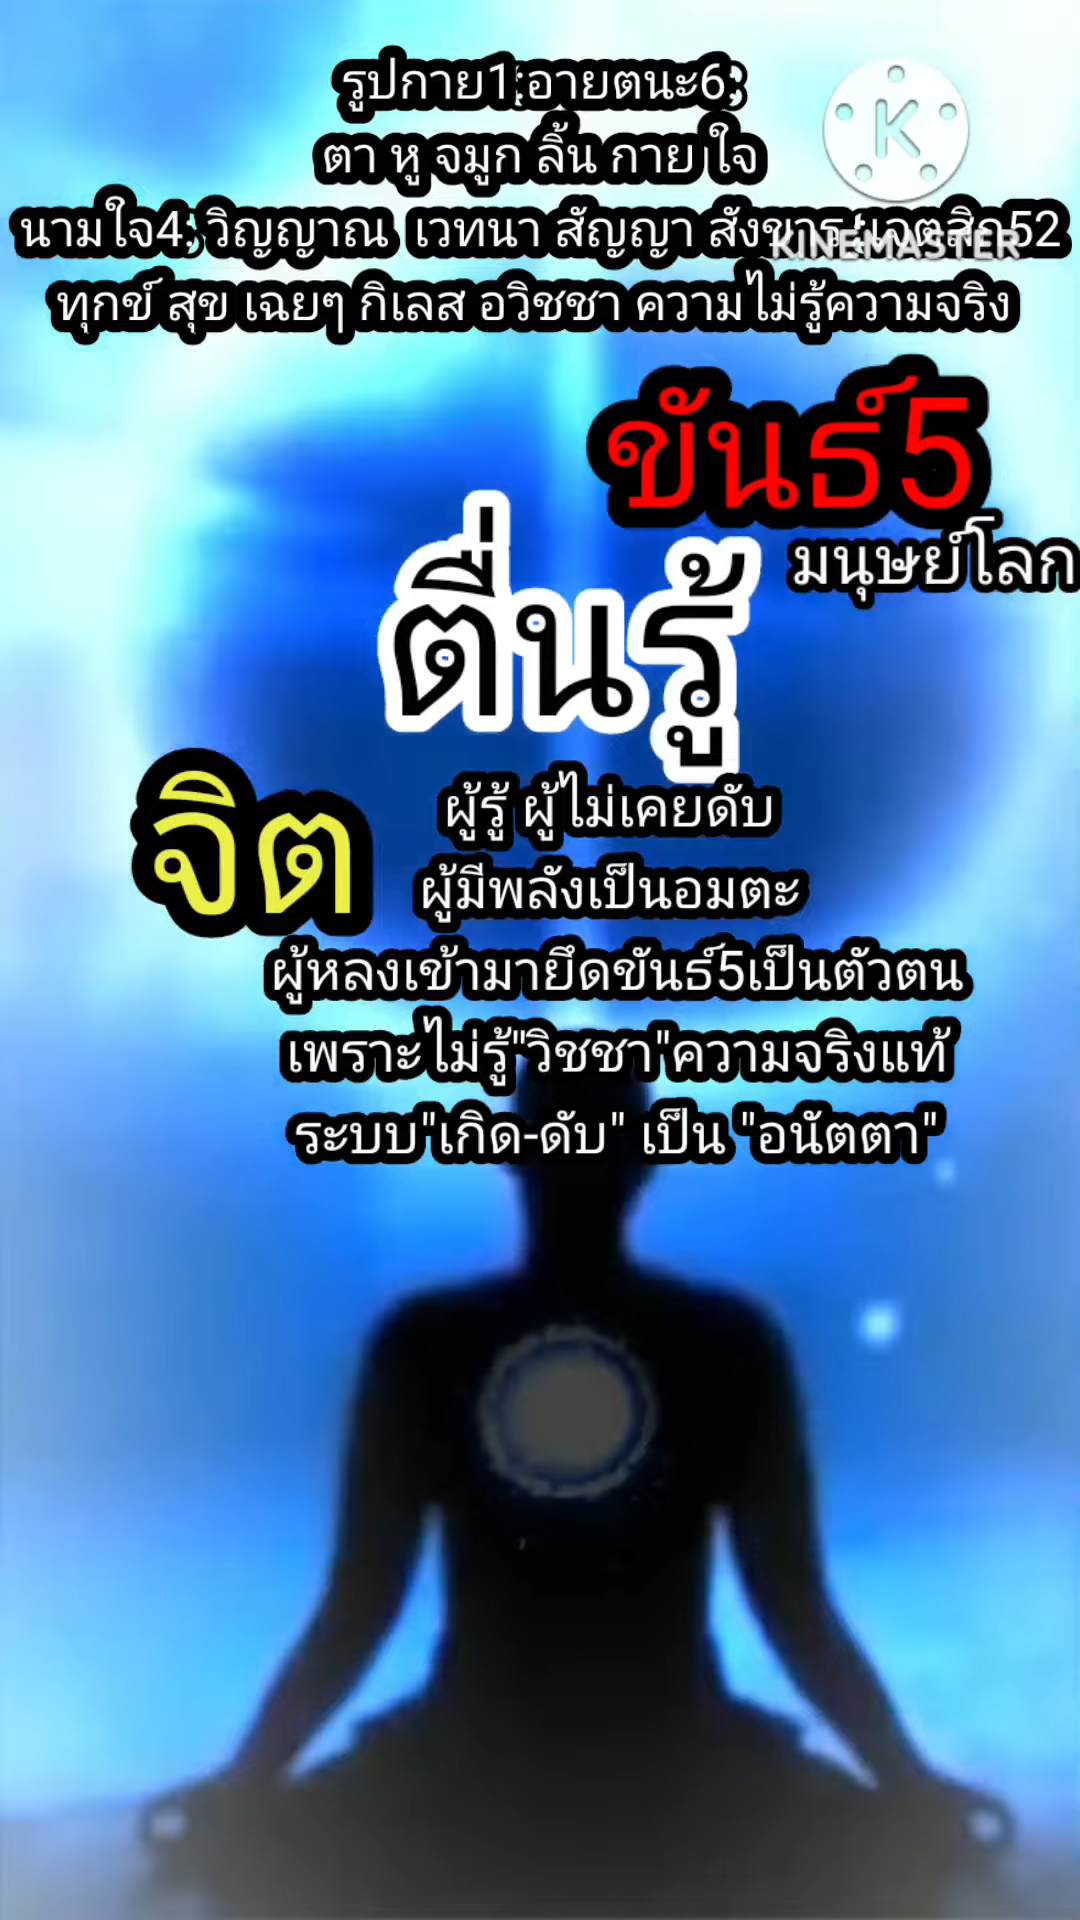 รูปกาย1;อายตนะ6;
ตา หู จมูก ลิ้น กาย ใจ
นามใจ4; วิญญาณ เวทนา สัญญา สังขาร;เจตสิก52
KINEMASTER
ทุกข์ สุข เฉยๆ กิเลส อวิชชา ความไม่รู้ความจริง
ขันธ์5
มนุษย์โลก
ตื่นรู้
จิต
ผู้รู้ ผู้ไม่เคยดับ
ผู้มีพลังเป็นอมตะ
ผู้หลงเข้ามายึดขันธ์5เป็นตัวตน
เพราะไม่รู้"วิชชา"ความจริงแท้
ระบบ"เกิด-ดับ" เป็น "อนัตตา"